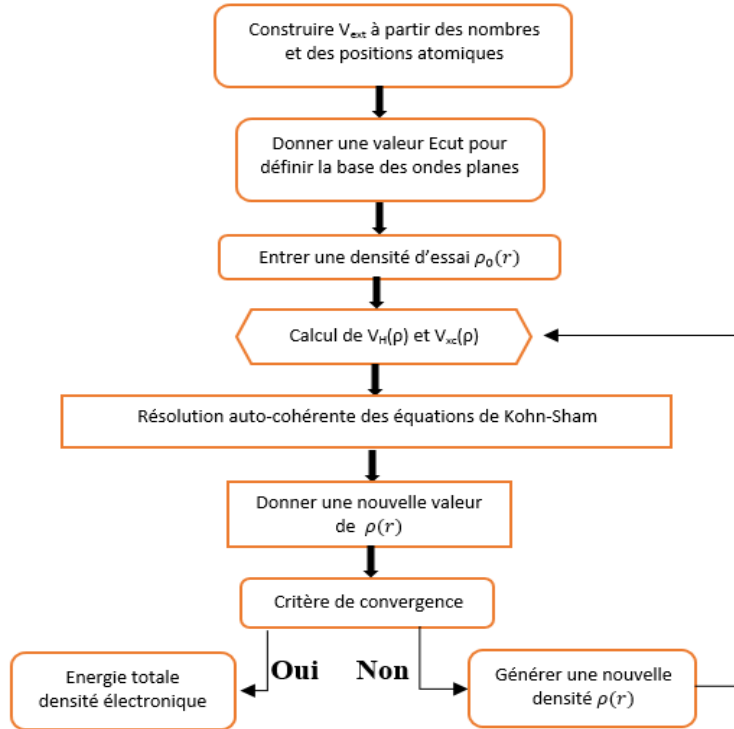 Construire Vₑₓₜ à partir des nombres
et des positions atomiques
Donner une valeur Ecut pour
définir la base des ondes planes
Entrer une densité d’essai ρ₀(r)
Calcul de V_H(ρ) et V_xc(ρ)
Résolution auto-cohérente des équations de Kohn-Sham
Donner une nouvelle valeur
de ρ(r)
Critère de convergence
Oui Non
Energie totale
densité électronique
Générer une nouvelle
densité ρ(r)